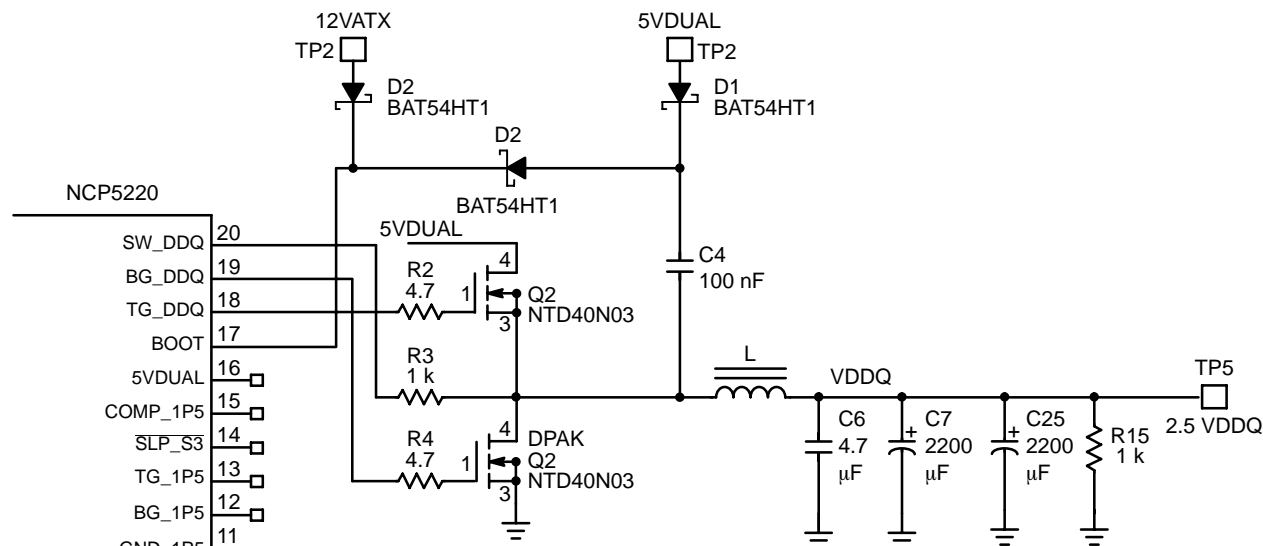 12VATX
TP2
5VDUAL
TP2
D2
BAT54HT1
D1
BAT54HT1
D2
BAT54HT1
NCP5220
5VDUAL
SW_DDQ 20
BG_DDQ 19
TG_DDQ 18
BOOT 17
5VDUAL 16
COMP_1P5 15
SLP_S3 14
TG_1P5 13
BG_1P5 12
GND_1P5 11
R2
4.7
4
1
Q2
3
NTD40N03
C4
100 nF
R3
1 k
R4
4.7
4
DPAK
1
Q2
3
NTD40N03
L
VDDQ
C6
4.7
μF
+
C7
2200
μF
+
C25
2200
μF
R15
1 k
TP5
2.5 VDDQ